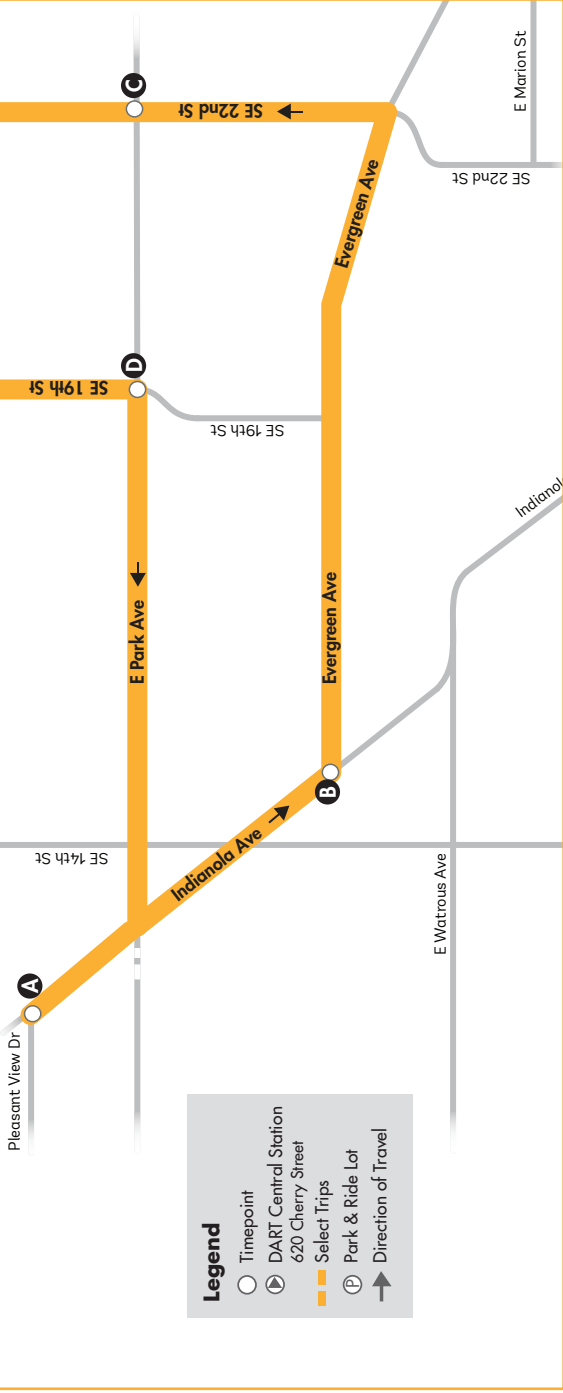 C
SE 22nd St
E Marion St
SE 22nd St
Evergreen Ave
D
SE 19th St
SE 19th St
Indianol
E Park Ave
Evergreen Ave
B
Indianola Ave
SE 14th St
E Watrous Ave
A
Pleasant View Dr
Legend
Timepoint
DART Central Station
620 Cherry Street
Select Trips
P Park & Ride Lot
Direction of Travel